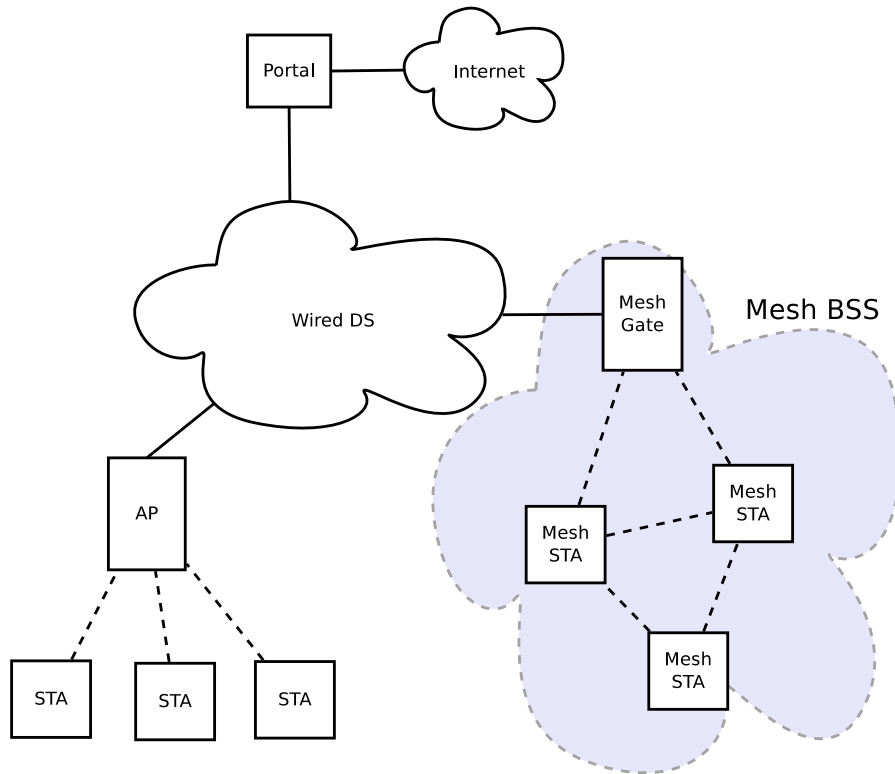 Portal
Internet
Wired DS
Mesh
Gate
Mesh BSS
AP
Mesh
STA
Mesh
STA
Mesh
STA
STA
STA
STA